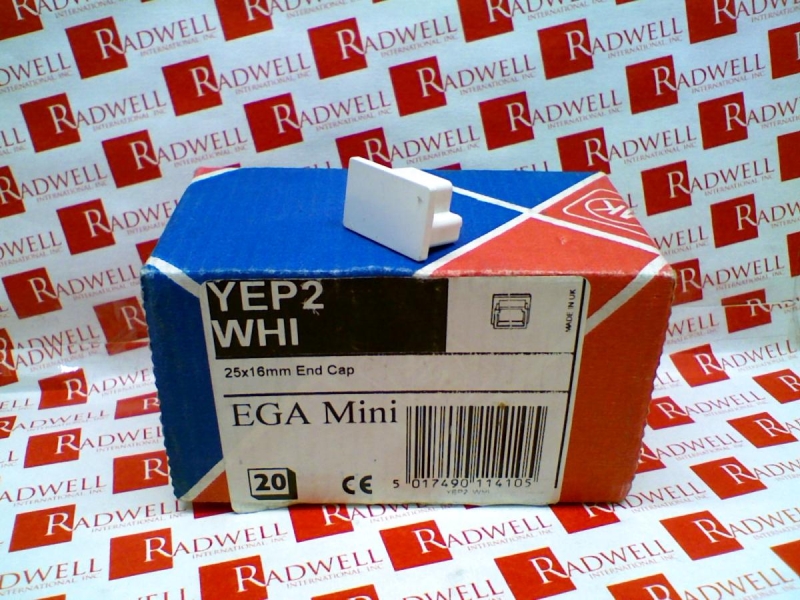 RADWELL
INTERNATIONAL, INC.
MK
YEP2
WHI
MADE IN UK
25x16mm End Cap
EGA Mini
20
CE
5 017490 114105
YEP2 WHI